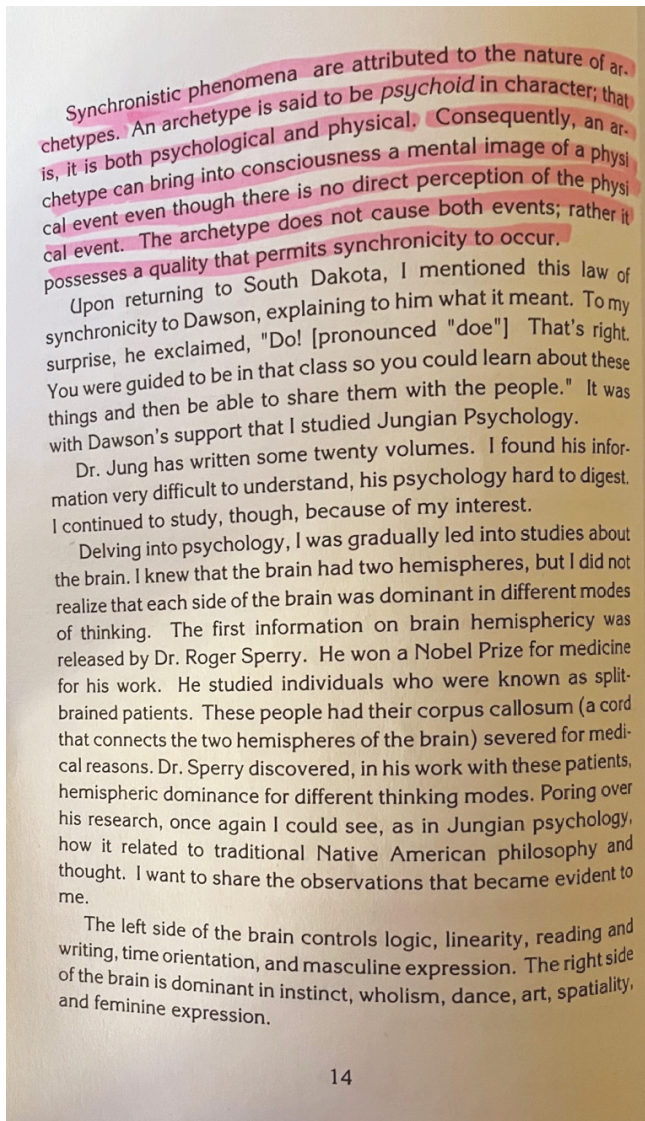 Synchronistic phenomena are attributed to the nature of ar-
chetypes. An archetype is said to be psychoid in character; that
is, it is both psychological and physical. Consequently, an ar-
chetype can bring into consciousness a mental image of a physi
cal event even though there is no direct perception of the physi
cal event. The archetype does not cause both events; rather it
possesses a quality that permits synchronicity to occur.
Upon returning to South Dakota, I mentioned this law of
synchronicity to Dawson, explaining to him what it meant. To my
surprise, he exclaimed, "Do! [pronounced "doe"] That's right.
You were guided to be in that class so you could learn about these
things and then be able to share them with the people." It was
with Dawson's support that I studied Jungian Psychology.
Dr. Jung has written some twenty volumes. I found his infor-
mation very difficult to understand, his psychology hard to digest.
I continued to study, though, because of my interest.
Delving into psychology, I was gradually led into studies about
the brain. I knew that the brain had two hemispheres, but I did not
realize that each side of the brain was dominant in different modes
of thinking. The first information on brain hemisphericy was
released by Dr. Roger Sperry. He won a Nobel Prize for medicine
for his work. He studied individuals who were known as split-
brained patients. These people had their corpus callosum (a cord
that connects the two hemispheres of the brain) severed for medi-
cal reasons. Dr. Sperry discovered, in his work with these patients,
hemispheric dominance for different thinking modes. Poring over
his research, once again I could see, as in Jungian psychology,
how it related to traditional Native American philosophy and
thought. I want to share the observations that became evident to
me.
The left side of the brain controls logic, linearity, reading and
writing, time orientation, and masculine expression. The right side
of the brain is dominant in instinct, wholism, dance, art, spatiality,
and feminine expression.
14